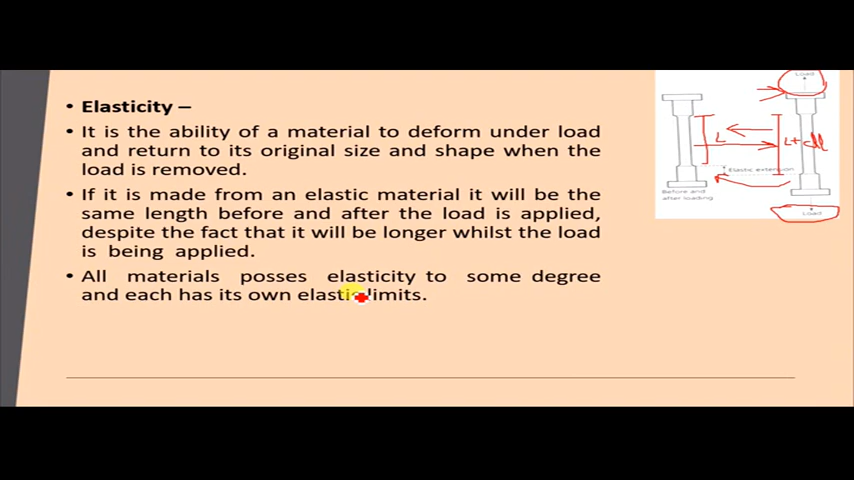 • Elasticity –
• It is the ability of a material to deform under load
and return to its original size and shape when the
load is removed.
• If it is made from an elastic material it will be the
same length before and after the load is applied,
despite the fact that it will be longer whilst the load
is being applied.
• All materials posses elasticity to some degree
and each has its own elastic limits.
Load
L
L+dl
Elastic extension
Before and
after loading
Load